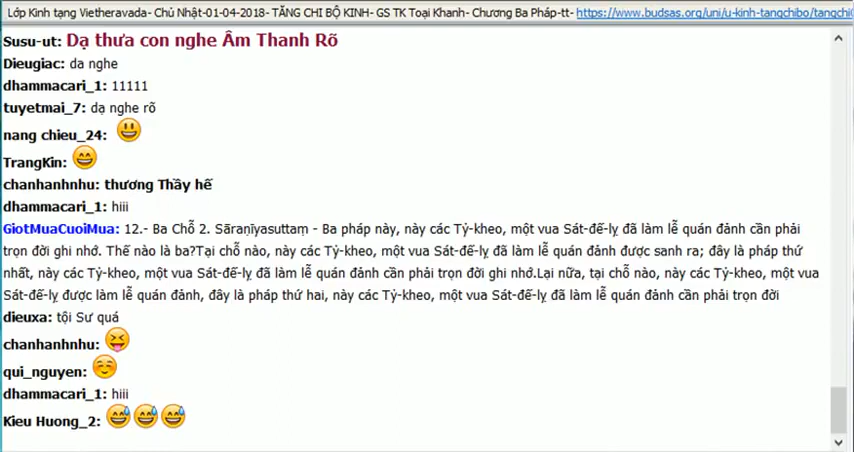 Lớp Kinh tạng Vietheravada- Chủ Nhật-01-04-2018- TĂNG CHI BỘ KINH- GS TK Toại Khanh- Chương Ba Pháp-tt- https://www.budsas.org/uni/u-kinh-tangchibo/tangchi0
Susu-ut: Dạ thưa con nghe Âm Thanh Rõ
Dieugiac: da nghe
dhammacari_1: 11111
tuyetmai_7: dạ nghe rõ
nang chieu_24: 😃
TrangKin: 😄
chanhanhnhu: thương Thầy hế
dhammacari_1: hiii
GiotMuaCuoiMua: 12.- Ba Chỗ 2. Sāraṇīyasuttaṃ - Ba pháp này, này các Tỷ-kheo, một vua Sát-đế-lỵ đã làm lễ quán đảnh cần phải
trọn đời ghi nhớ. Thế nào là ba?Tại chỗ nào, này các Tỷ-kheo, một vua Sát-đế-lỵ đã làm lễ quán đảnh được sanh ra; đây là pháp thứ
nhất, này các Tỷ-kheo, một vua Sát-đế-lỵ đã làm lễ quán đảnh cần phải trọn đời ghi nhớ.Lại nữa, tại chỗ nào, này các Tỷ-kheo, một vua
Sát-đế-lỵ được làm lễ quán đảnh, đây là pháp thứ hai, này các Tỷ-kheo, một vua Sát-đế-lỵ đã làm lễ quán đảnh cần phải trọn đời
dieuxa: tội Sư quá
chanhanhnhu: 😝
qui_nguyen: ☺️
dhammacari_1: hiii
Kieu Huong_2: 😅😅😅